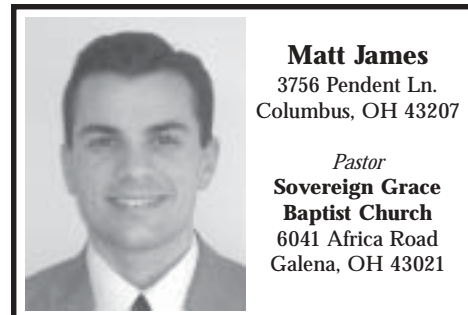 Matt James
3756 Pendent Ln.
Columbus, OH 43207
Pastor
Sovereign Grace
Baptist Church
6041 Africa Road
Galena, OH 43021